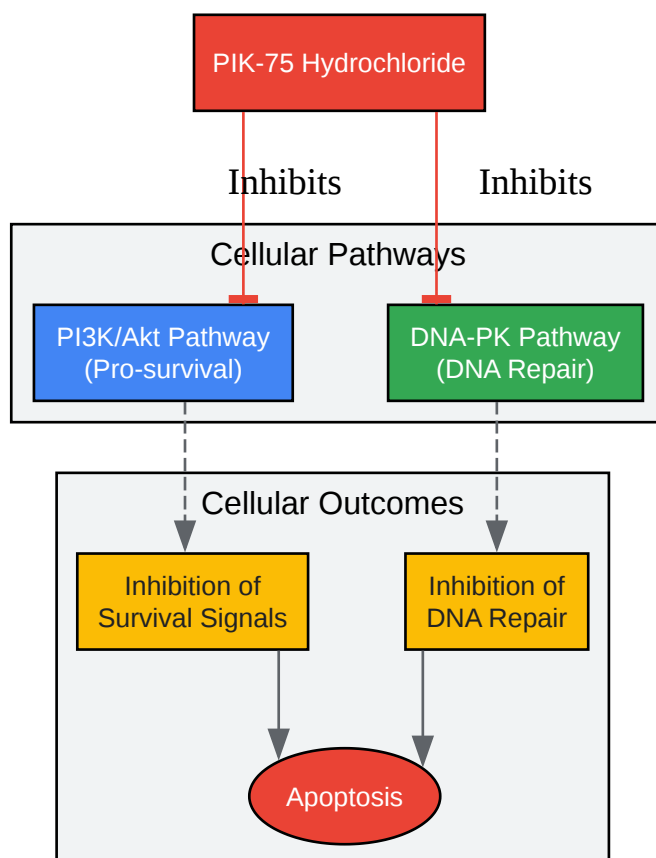 PIK-75 Hydrochloride
Inhibits
Inhibits
Cellular Pathways
PI3K/Akt Pathway
(Pro-survival)
DNA-PK Pathway
(DNA Repair)
Cellular Outcomes
Inhibition of
Survival Signals
Inhibition of
DNA Repair
Apoptosis